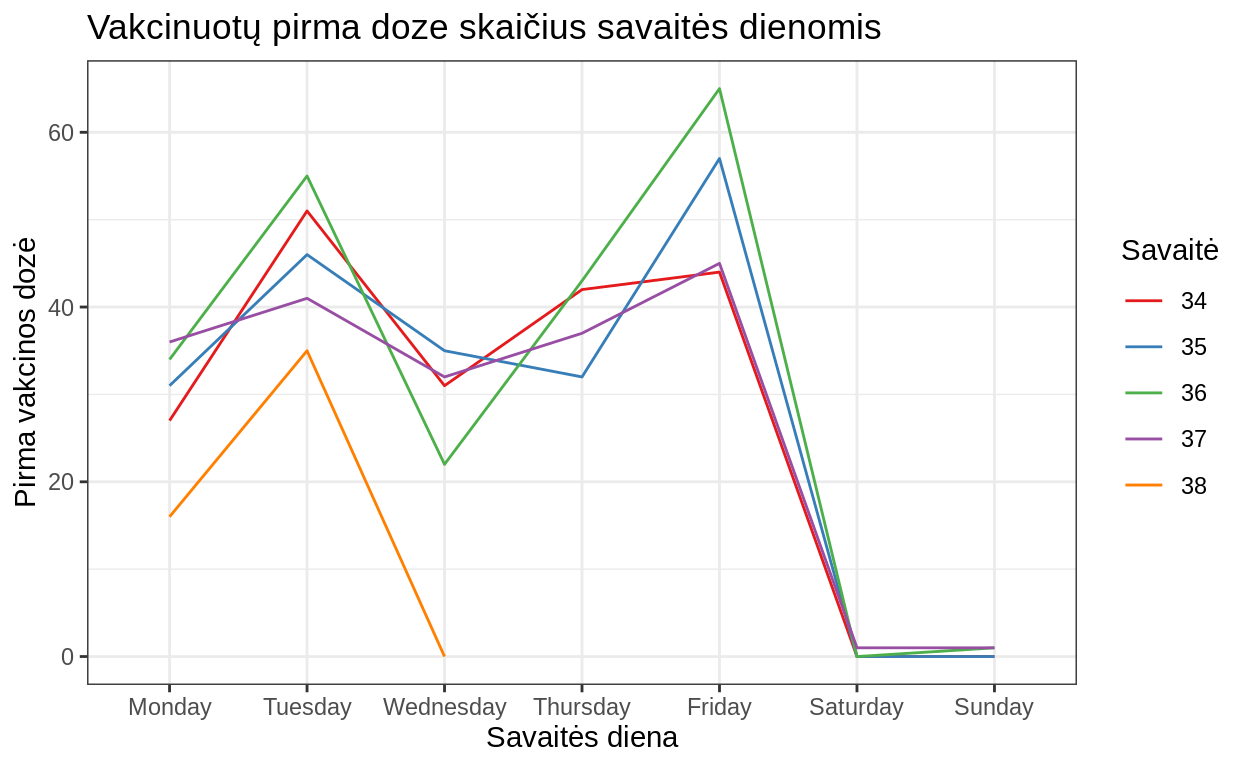 Vakcinuotų pirma doze skaičius savaitės dienomis
Pirma vakcinos dozė
60
40
20
0
Monday Tuesday Wednesday Thursday Friday Saturday Sunday
Savaitės diena
Savaitė
34
35
36
37
38